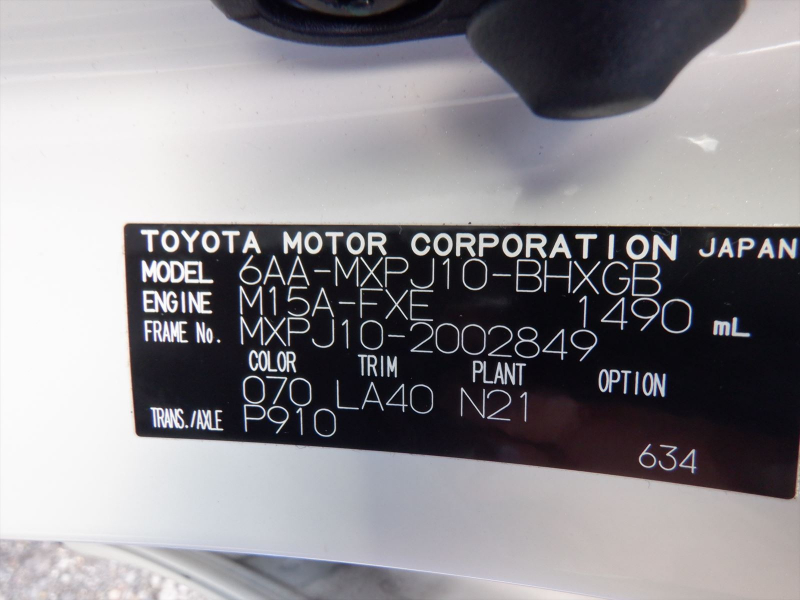 TOYOTA MOTOR CORPORATION JAPAN
MODEL 6AA-MXPJ10-BHXGB
ENGINE M15A-FXE 1490 mL
FRAME No. MXPJ10-2002849
COLOR TRIM PLANT OPTION
070 LA40 N21
TRANS./AXLE P910
634